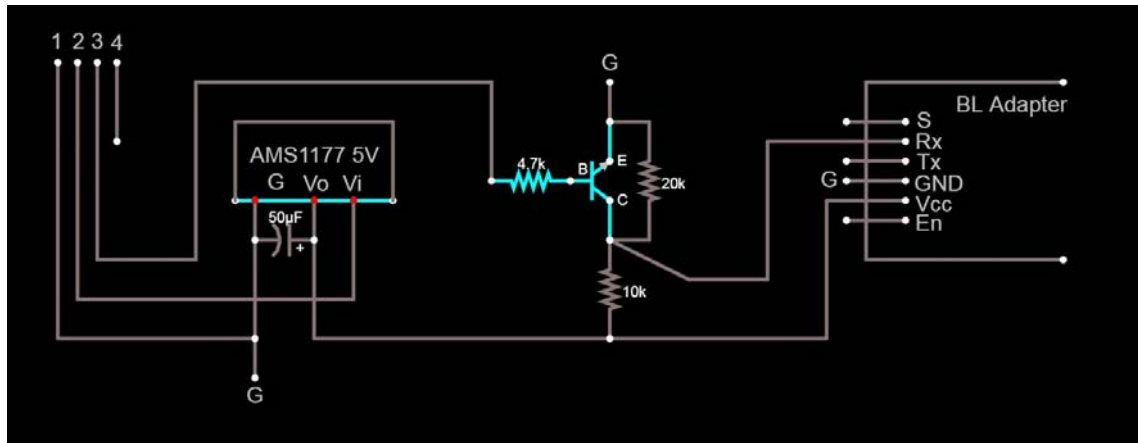 1 2 3 4
G
BL Adapter
S
Rx
AMS1177 5V
4.7k
B
E
Tx
G Vo Vi
20k
G
GND
C
Vcc
50µF
+
En
10k
G